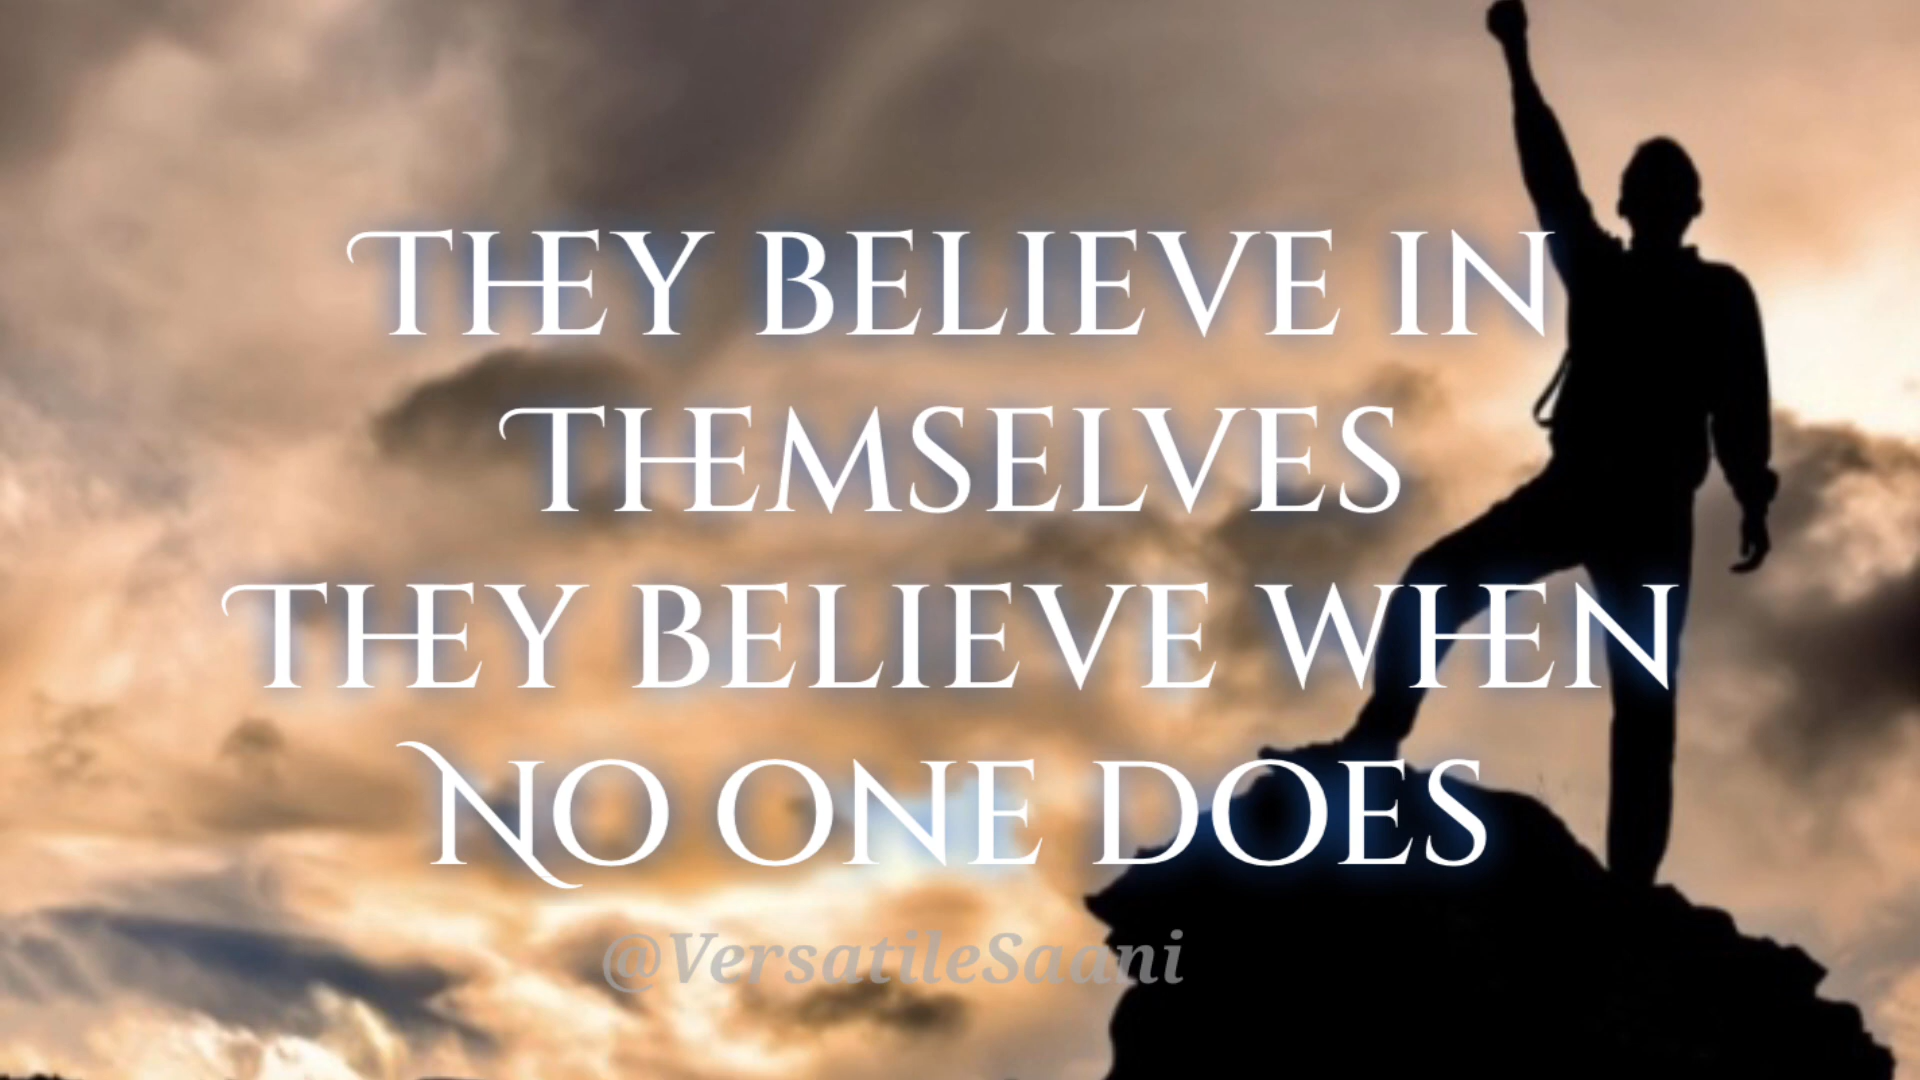 They believe in
Themselves
They believe when
No one does
@VersatileSaani